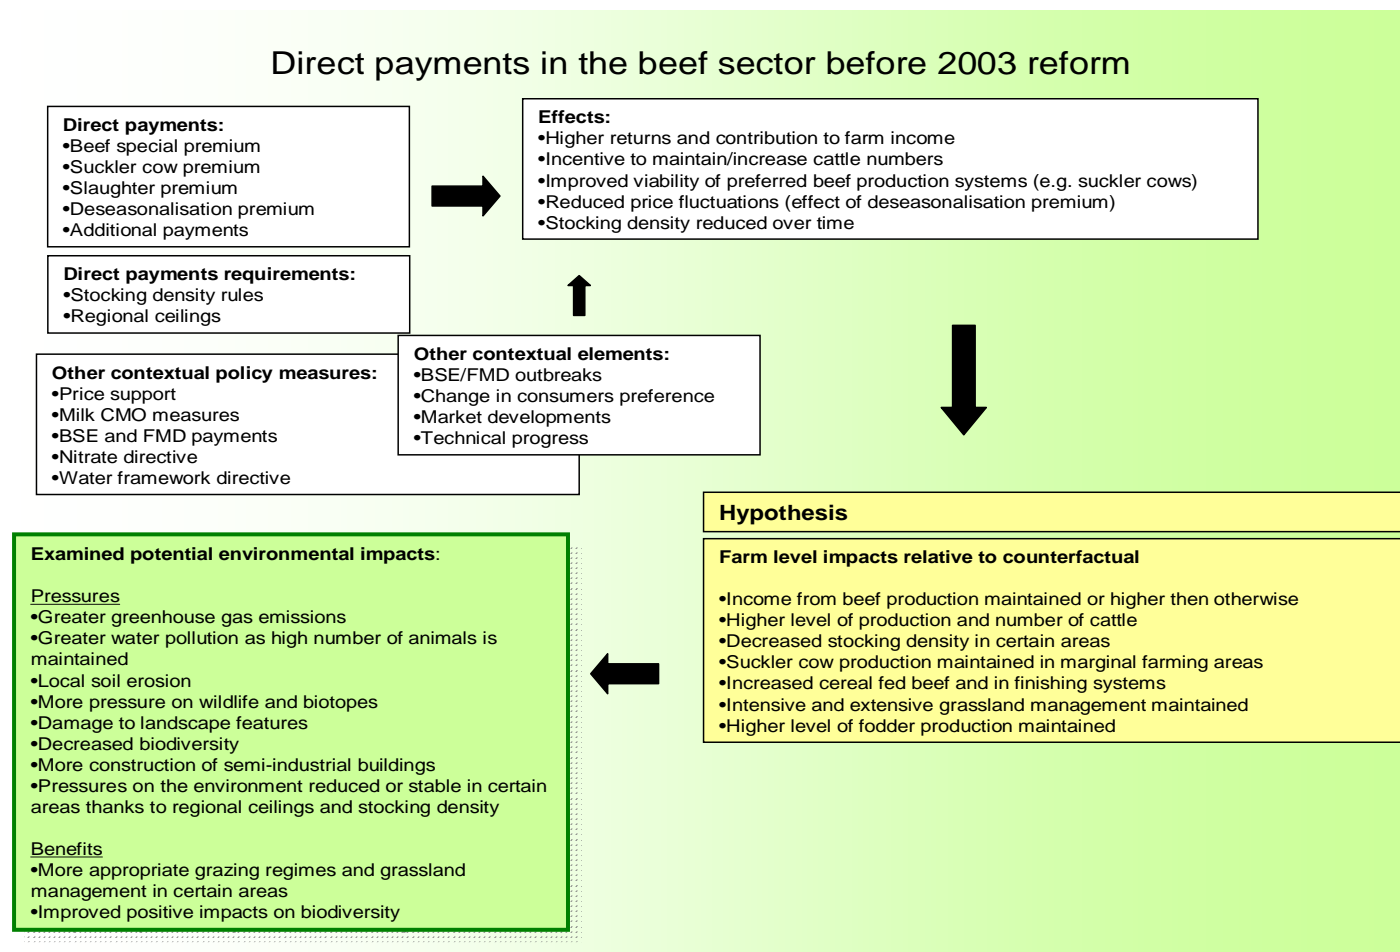 Direct payments in the beef sector before 2003 reform
Direct payments:
•Beef special premium
•Suckler cow premium
•Slaughter premium
•Deseasonalisation premium
•Additional payments
Effects:
•Higher returns and contribution to farm income
•Incentive to maintain/increase cattle numbers
•Improved viability of preferred beef production systems (e.g. suckler cows)
•Reduced price fluctuations (effect of deseasonalisation premium)
•Stocking density reduced over time
Direct payments requirements:
•Stocking density rules
•Regional ceilings
Other contextual policy measures:
•Price support
•Milk CMO measures
•BSE and FMD payments
•Nitrate directive
•Water framework directive
Other contextual elements:
•BSE/FMD outbreaks
•Change in consumers preference
•Market developments
•Technical progress
Hypothesis
Farm level impacts relative to counterfactual
•Income from beef production maintained or higher then otherwise
•Higher level of production and number of cattle
•Decreased stocking density in certain areas
•Suckler cow production maintained in marginal farming areas
•Increased cereal fed beef and in finishing systems
•Intensive and extensive grassland management maintained
•Higher level of fodder production maintained
Examined potential environmental impacts:
Pressures
•Greater greenhouse gas emissions
•Greater water pollution as high number of animals is
maintained
•Local soil erosion
•More pressure on wildlife and biotopes
•Damage to landscape features
•Decreased biodiversity
•More construction of semi-industrial buildings
•Pressures on the environment reduced or stable in certain
areas thanks to regional ceilings and stocking density
Benefits
•More appropriate grazing regimes and grassland
management in certain areas
•Improved positive impacts on biodiversity